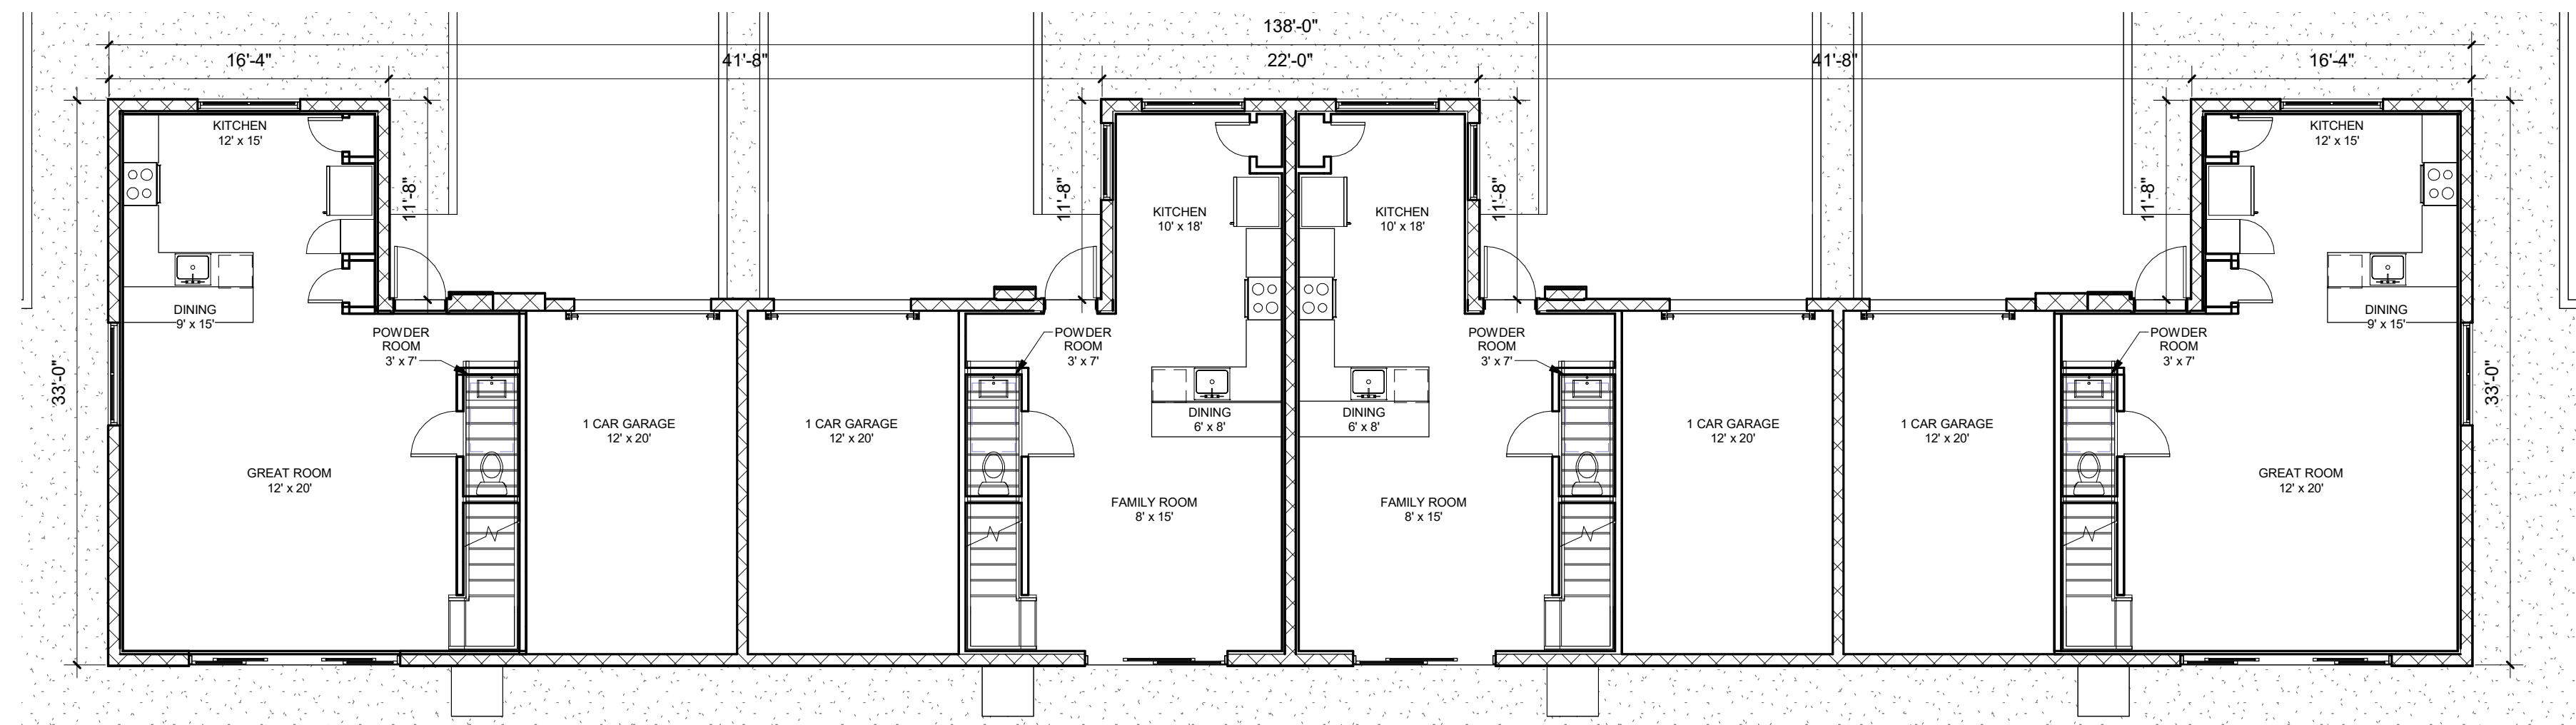 138'-0"
16'-4"
41'-8"
22'-0"
41'-8"
16'-4"
KITCHEN
12' x 15'
KITCHEN
12' x 15'
11'-8"
11'-8"
11'-8"
11'-8"
KITCHEN
10' x 18'
KITCHEN
10' x 18'
DINING
9' x 15'
DINING
9' x 15'
POWDER
ROOM
3' x 7'
POWDER
ROOM
3' x 7'
POWDER
ROOM
3' x 7'
POWDER
ROOM
3' x 7'
33'-0"
33'-0"
DINING
6' x 8'
DINING
6' x 8'
1 CAR GARAGE
12' x 20'
1 CAR GARAGE
12' x 20'
1 CAR GARAGE
12' x 20'
1 CAR GARAGE
12' x 20'
GREAT ROOM
12' x 20'
FAMILY ROOM
8' x 15'
FAMILY ROOM
8' x 15'
GREAT ROOM
12' x 20'